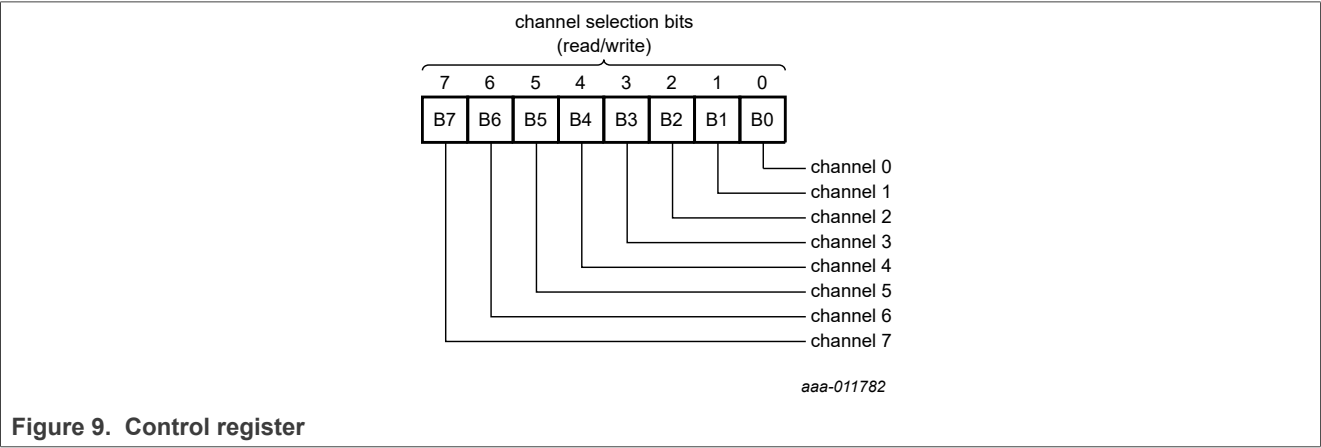 channel selection bits
(read/write)
7 6 5 4 3 2 1 0
B7 B6 B5 B4 B3 B2 B1 B0
channel 0
channel 1
channel 2
channel 3
channel 4
channel 5
channel 6
channel 7
aaa-011782
Figure 9. Control register